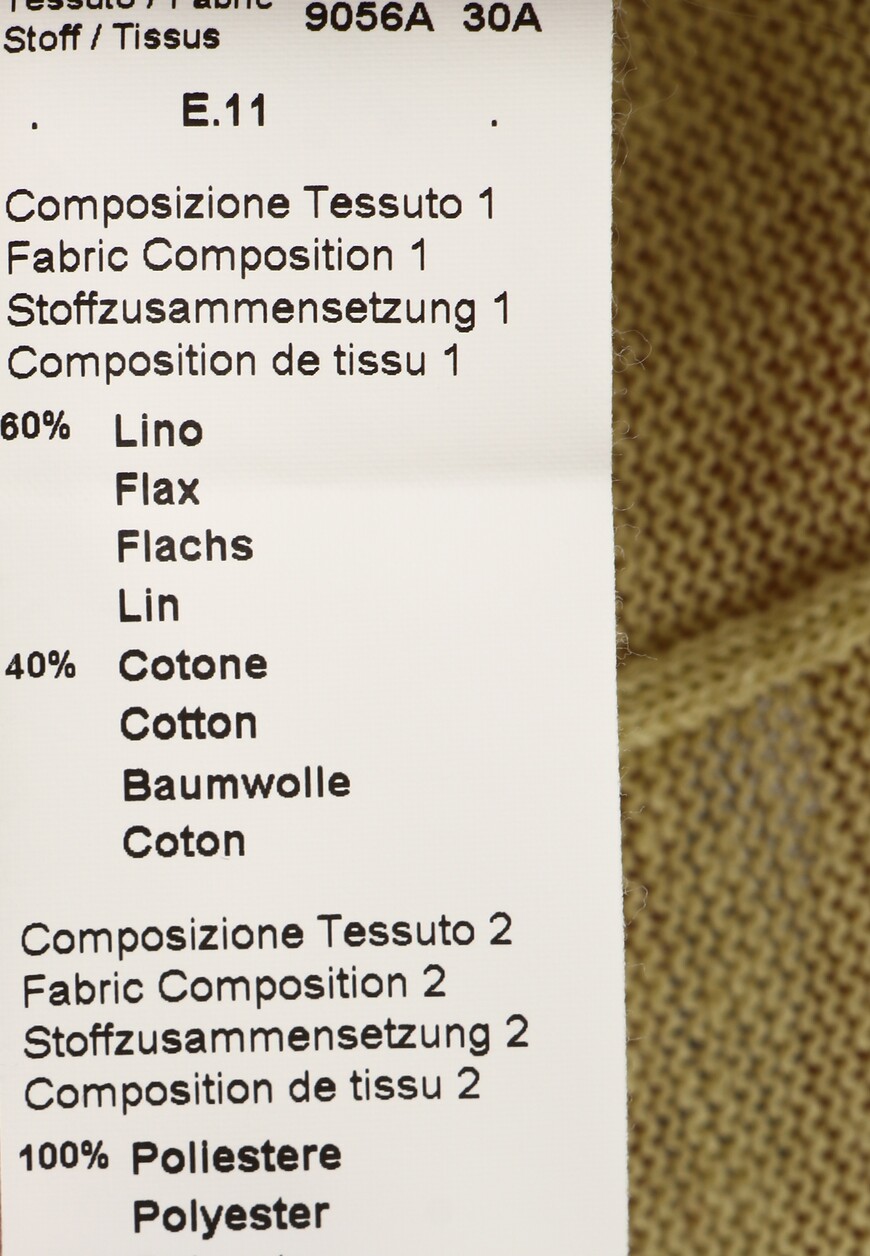 Tessuto / Fabric
9056A 30A
Stoff / Tissus
. E.11 .
Composizione Tessuto 1
Fabric Composition 1
Stoffzusammensetzung 1
Composition de tissu 1
60% Lino
Flax
Flachs
Lin
40% Cotone
Cotton
Baumwolle
Coton
Composizione Tessuto 2
Fabric Composition 2
Stoffzusammensetzung 2
Composition de tissu 2
100% Poliestere
Polyester